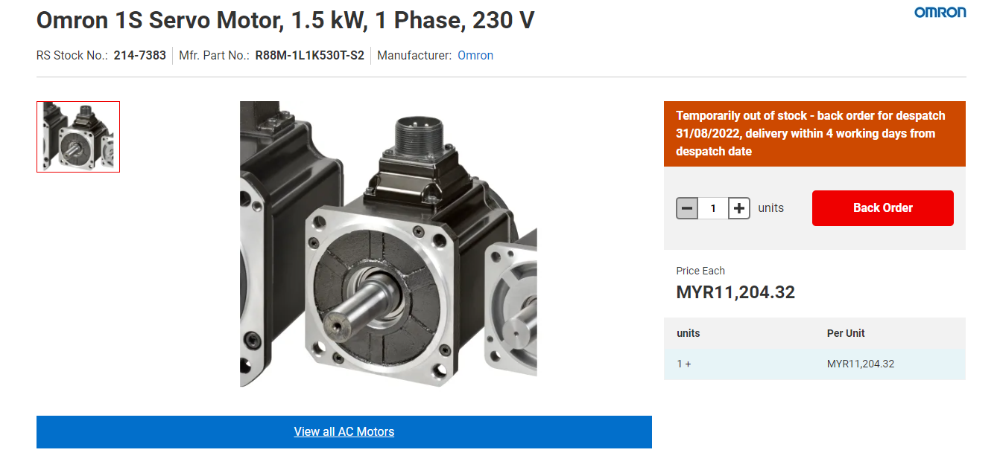 Omron 1S Servo Motor, 1.5 kW, 1 Phase, 230 V
OMRON
RS Stock No.: 214-7383 Mfr. Part No.: R88M-1L1K530T-S2 Manufacturer: Omron
Temporarily out of stock - back order for despatch
31/08/2022, delivery within 4 working days from
despatch date
1 units Back Order
Price Each
MYR11,204.32
units Per Unit
1 + MYR11,204.32
View all AC Motors